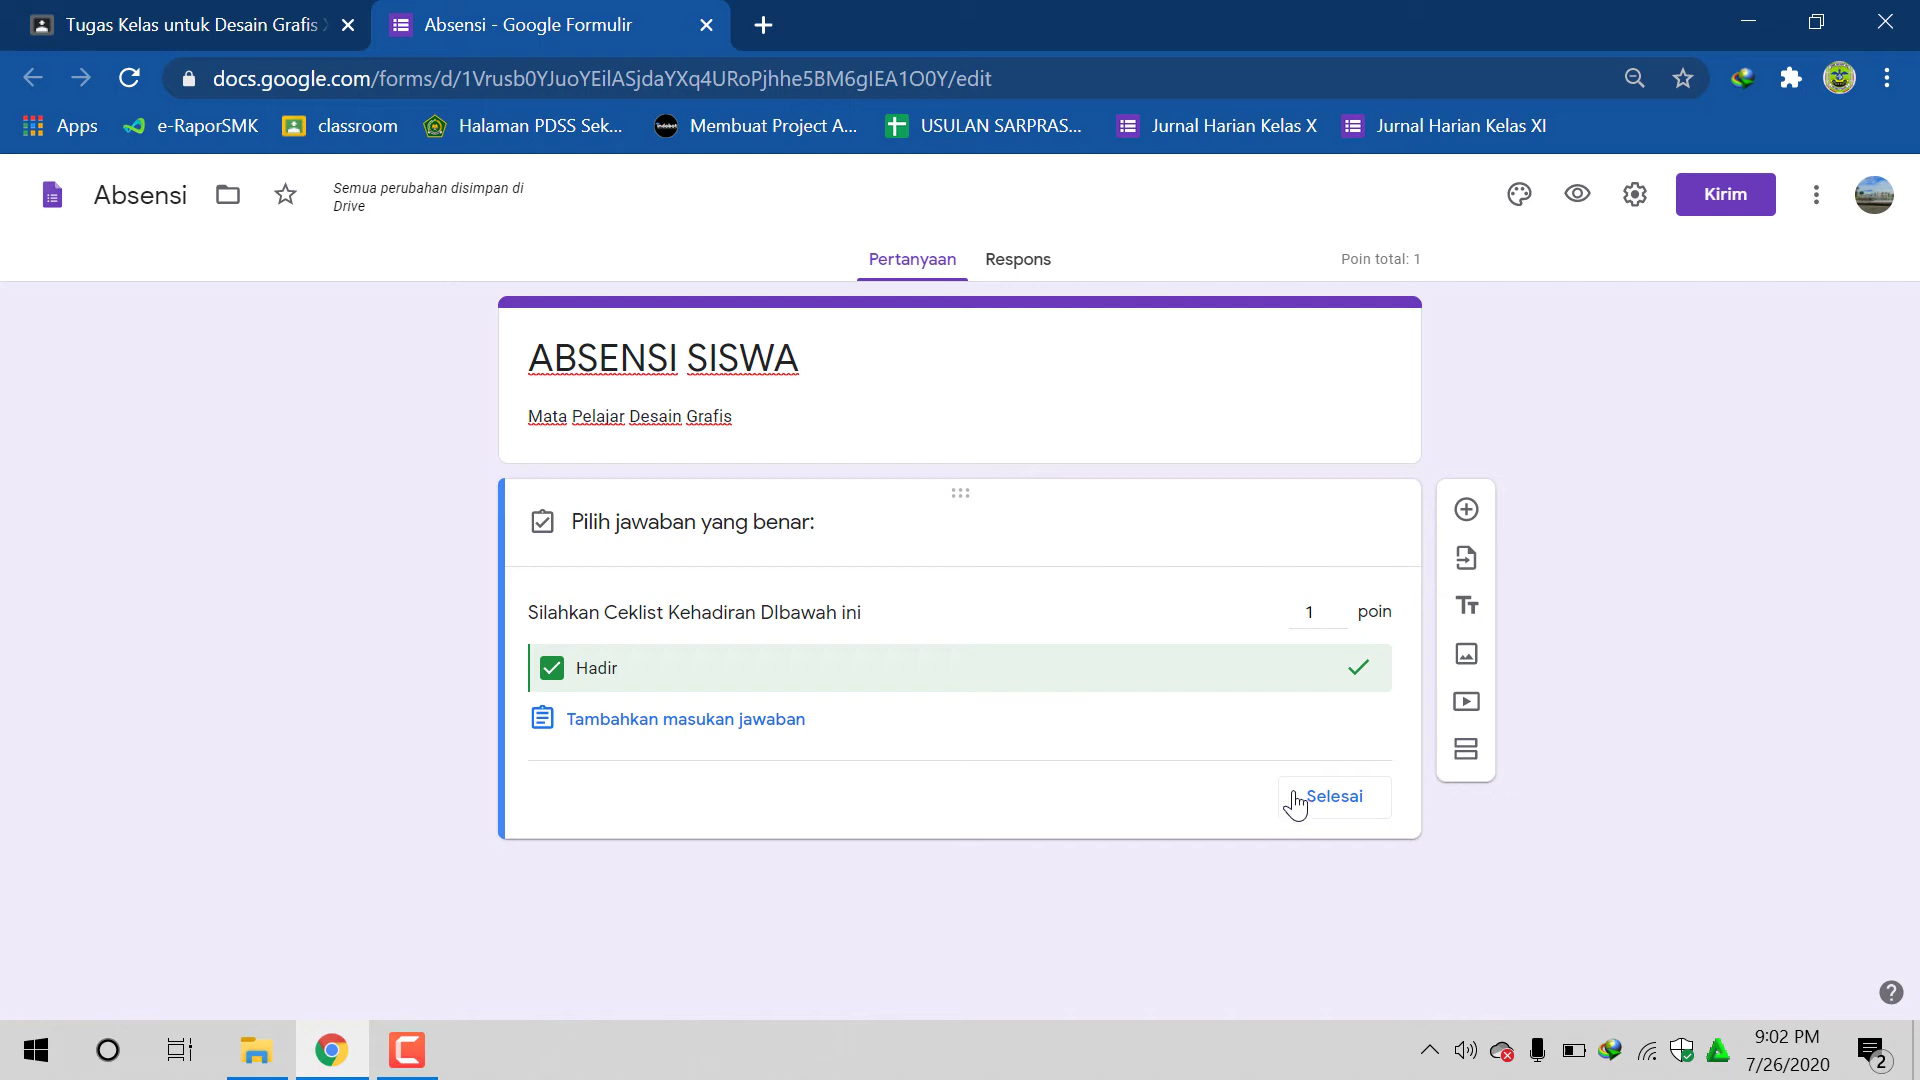 Tugas Kelas untuk Desain Grafis
Absensi - Google Formulir
docs.google.com/forms/d/1Vrusb0YJuoYEilASjdaYXq4URoPjhhe5BM6gIEA1O0Y/edit
Apps
e-RaporSMK
classroom
Halaman PDSS Sek...
Membuat Project A...
USULAN SARPRAS...
Jurnal Harian Kelas X
Jurnal Harian Kelas XI
Absensi
Semua perubahan disimpan di
Drive
Kirim
Pertanyaan
Respons
Poin total: 1
ABSENSI SISWA
Mata Pelajar Desain Grafis
Pilih jawaban yang benar:
Silahkan Ceklist Kehadiran DIbawah ini
1 poin
Hadir
Tambahkan masukan jawaban
Selesai
9:02 PM
7/26/2020
2